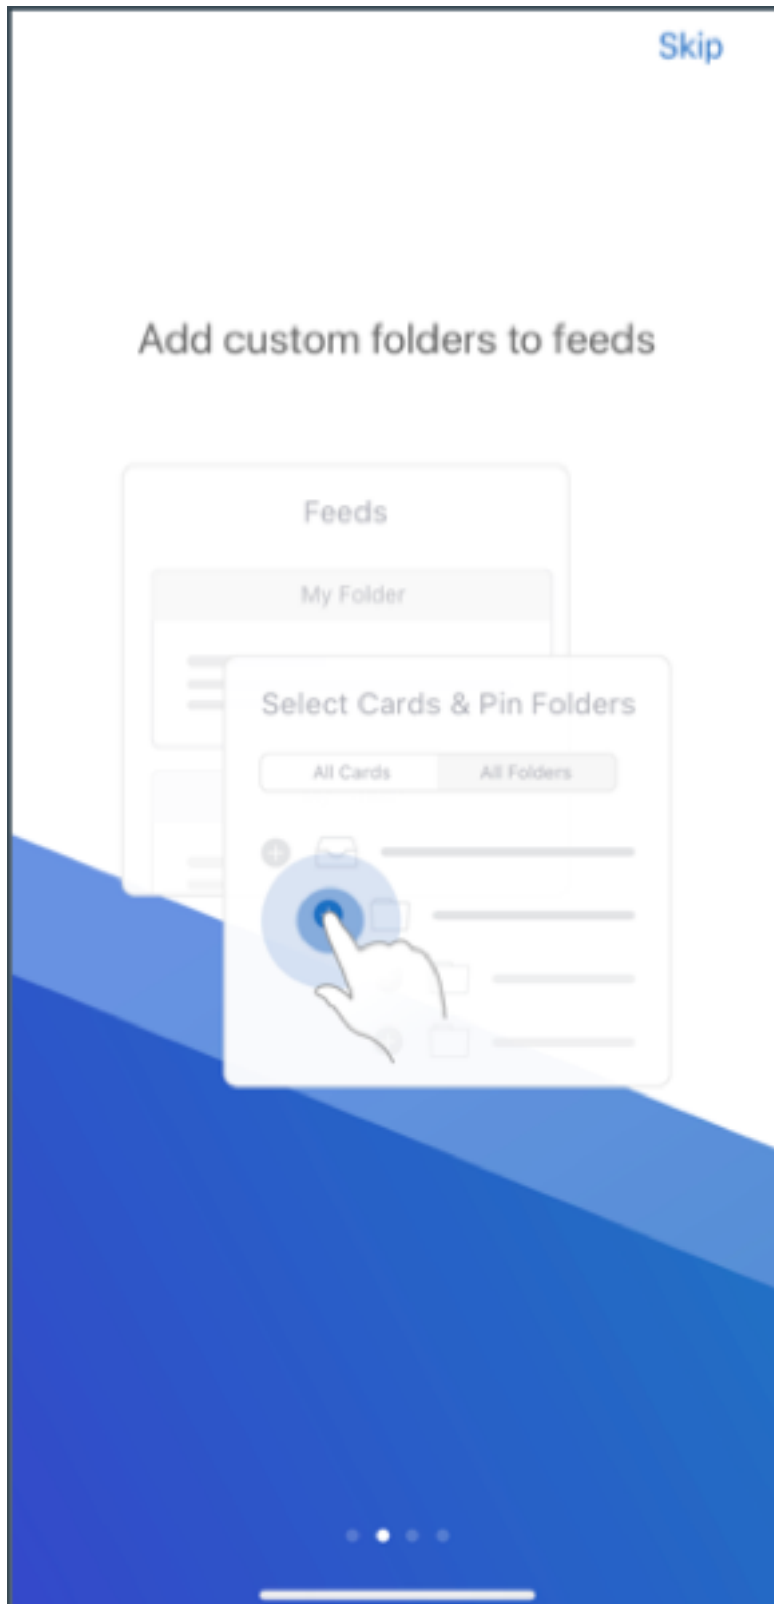 Skip
Add custom folders to feeds
Feeds
My Folder
Select Cards & Pin Folders
All Cards All Folders